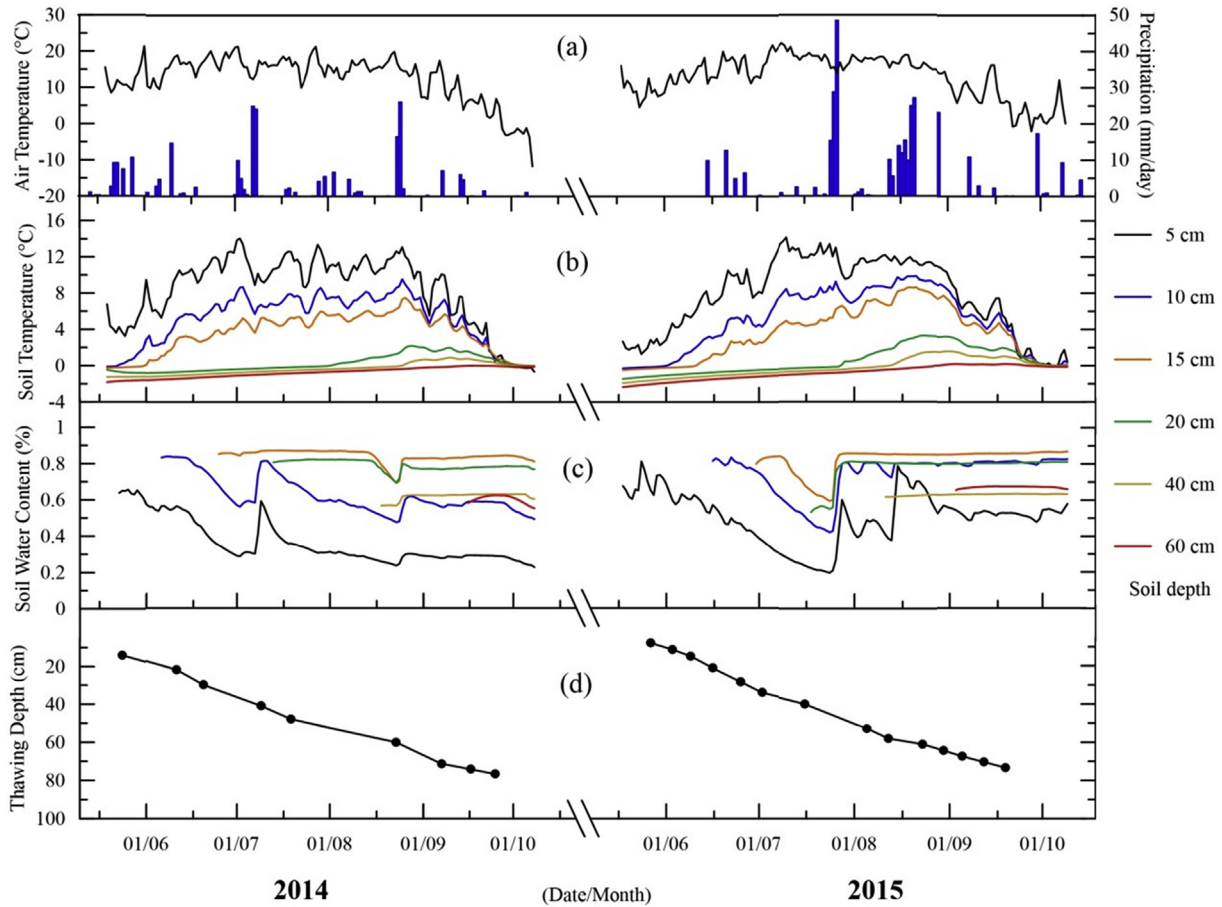 30
20
10
0
-10
-20
Air Temperature (°C)
(a)
50
40
30
20
10
0
Precipitation (mm/day)
16
12
8
4
0
-4
Soil Temperature (°C)
(b)
1
0.8
0.6
0.4
0.2
0
Soil Water Content (%)
(c)
5 cm
10 cm
15 cm
20 cm
40 cm
60 cm
Soil depth
20
40
60
80
100
Thawing Depth (cm)
(d)
01/06 01/07 01/08 01/09 01/10 01/06 01/07 01/08 01/09 01/10
2014 (Date/Month) 2015